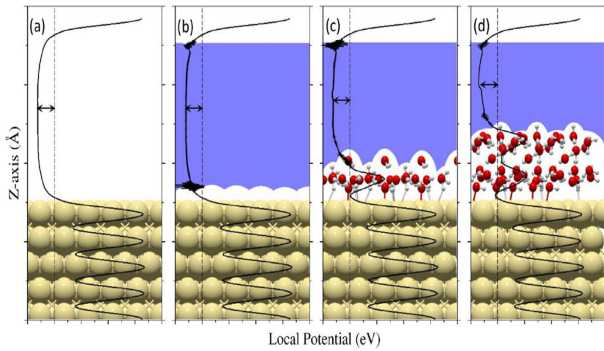 (a)
(b)
(c)
(d)
Z-axis (Å)
Local Potential (eV)